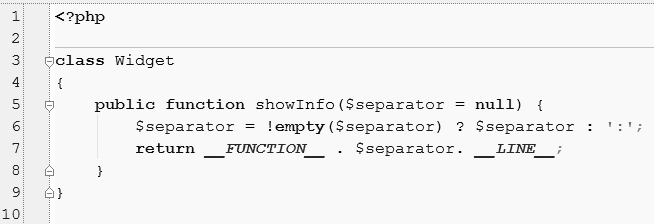 1 <?php
2
3 class Widget
4 {
5     public function showInfo($separator = null) {
6         $separator = !empty($separator) ? $separator : ':';
7         return __FUNCTION__ . $separator. __LINE__;
8     }
9 }
10